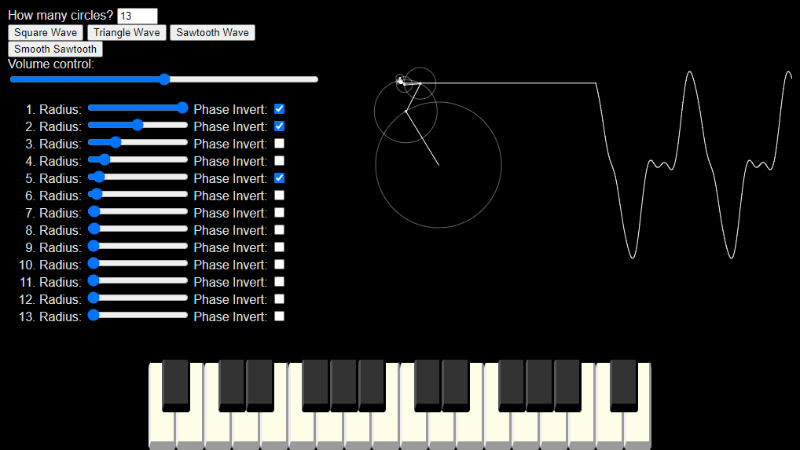 How many circles? 13
Square Wave Triangle Wave Sawtooth Wave
Smooth Sawtooth
Volume control:
1. Radius: Phase Invert:
2. Radius: Phase Invert:
3. Radius: Phase Invert:
4. Radius: Phase Invert:
5. Radius: Phase Invert:
6. Radius: Phase Invert:
7. Radius: Phase Invert:
8. Radius: Phase Invert:
9. Radius: Phase Invert:
10. Radius: Phase Invert:
11. Radius: Phase Invert:
12. Radius: Phase Invert:
13. Radius: Phase Invert: